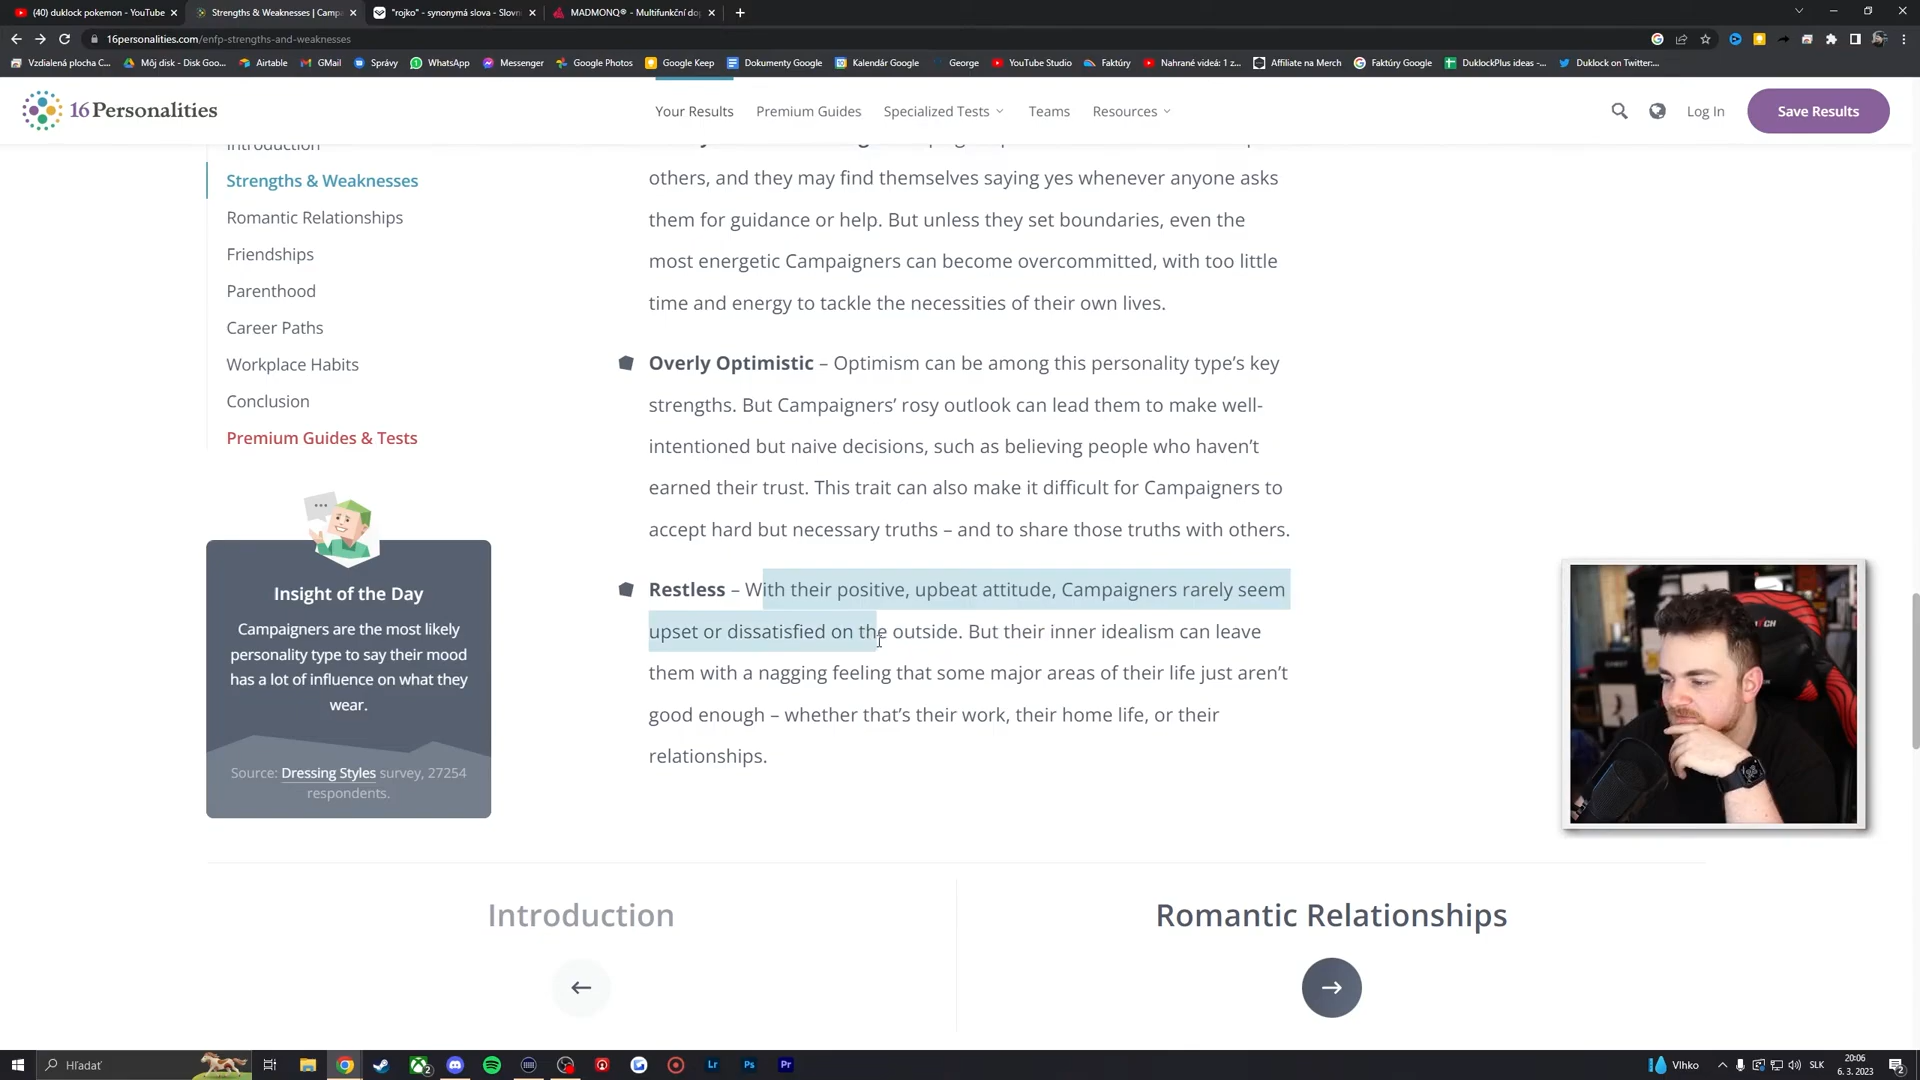 (40) duklock pokemon - YouTube
Strengths & Weaknesses | Campa
"rojko" - synonymá slova - Slovn
MADMONQ® - Multifunkční do
16personalities.com/enfp-strengths-and-weaknesses
Vzdialená plocha C...
Môj disk - Disk Goo...
Airtable
GMail
Správy
WhatsApp
Messenger
Google Photos
Google Keep
Dokumenty Google
Kalendár Google
George
YouTube Studio
Faktúry
Nahrané videá: 1 z...
Affiliate na Merch
Faktúry Google
DuklockPlus ideas -...
Duklock on Twitter:...
16Personalities
Your Results
Premium Guides
Specialized Tests
Teams
Resources
Log In
Save Results
Introduction
Strengths & Weaknesses
Romantic Relationships
Friendships
Parenthood
Career Paths
Workplace Habits
Conclusion
Premium Guides & Tests
Insight of the Day
Campaigners are the most likely
personality type to say their mood
has a lot of influence on what they
wear.
Source: Dressing Styles survey, 27254
respondents.
others, and they may find themselves saying yes whenever anyone asks
them for guidance or help. But unless they set boundaries, even the
most energetic Campaigners can become overcommitted, with too little
time and energy to tackle the necessities of their own lives.
Overly Optimistic – Optimism can be among this personality type’s key
strengths. But Campaigners’ rosy outlook can lead them to make well-
intentioned but naive decisions, such as believing people who haven’t
earned their trust. This trait can also make it difficult for Campaigners to
accept hard but necessary truths – and to share those truths with others.
Restless – With their positive, upbeat attitude, Campaigners rarely seem
upset or dissatisfied on the outside. But their inner idealism can leave
them with a nagging feeling that some major areas of their life just aren’t
good enough – whether that’s their work, their home life, or their
relationships.
Introduction
Romantic Relationships
Hľadať
2
Lr
Ps
Pr
Vlhko
SLK
20:06
6. 3. 2023
2